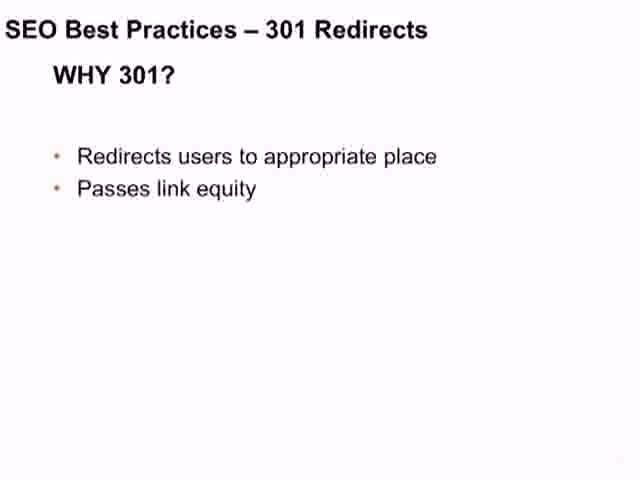 SEO Best Practices – 301 Redirects
WHY 301?
• Redirects users to appropriate place
• Passes link equity